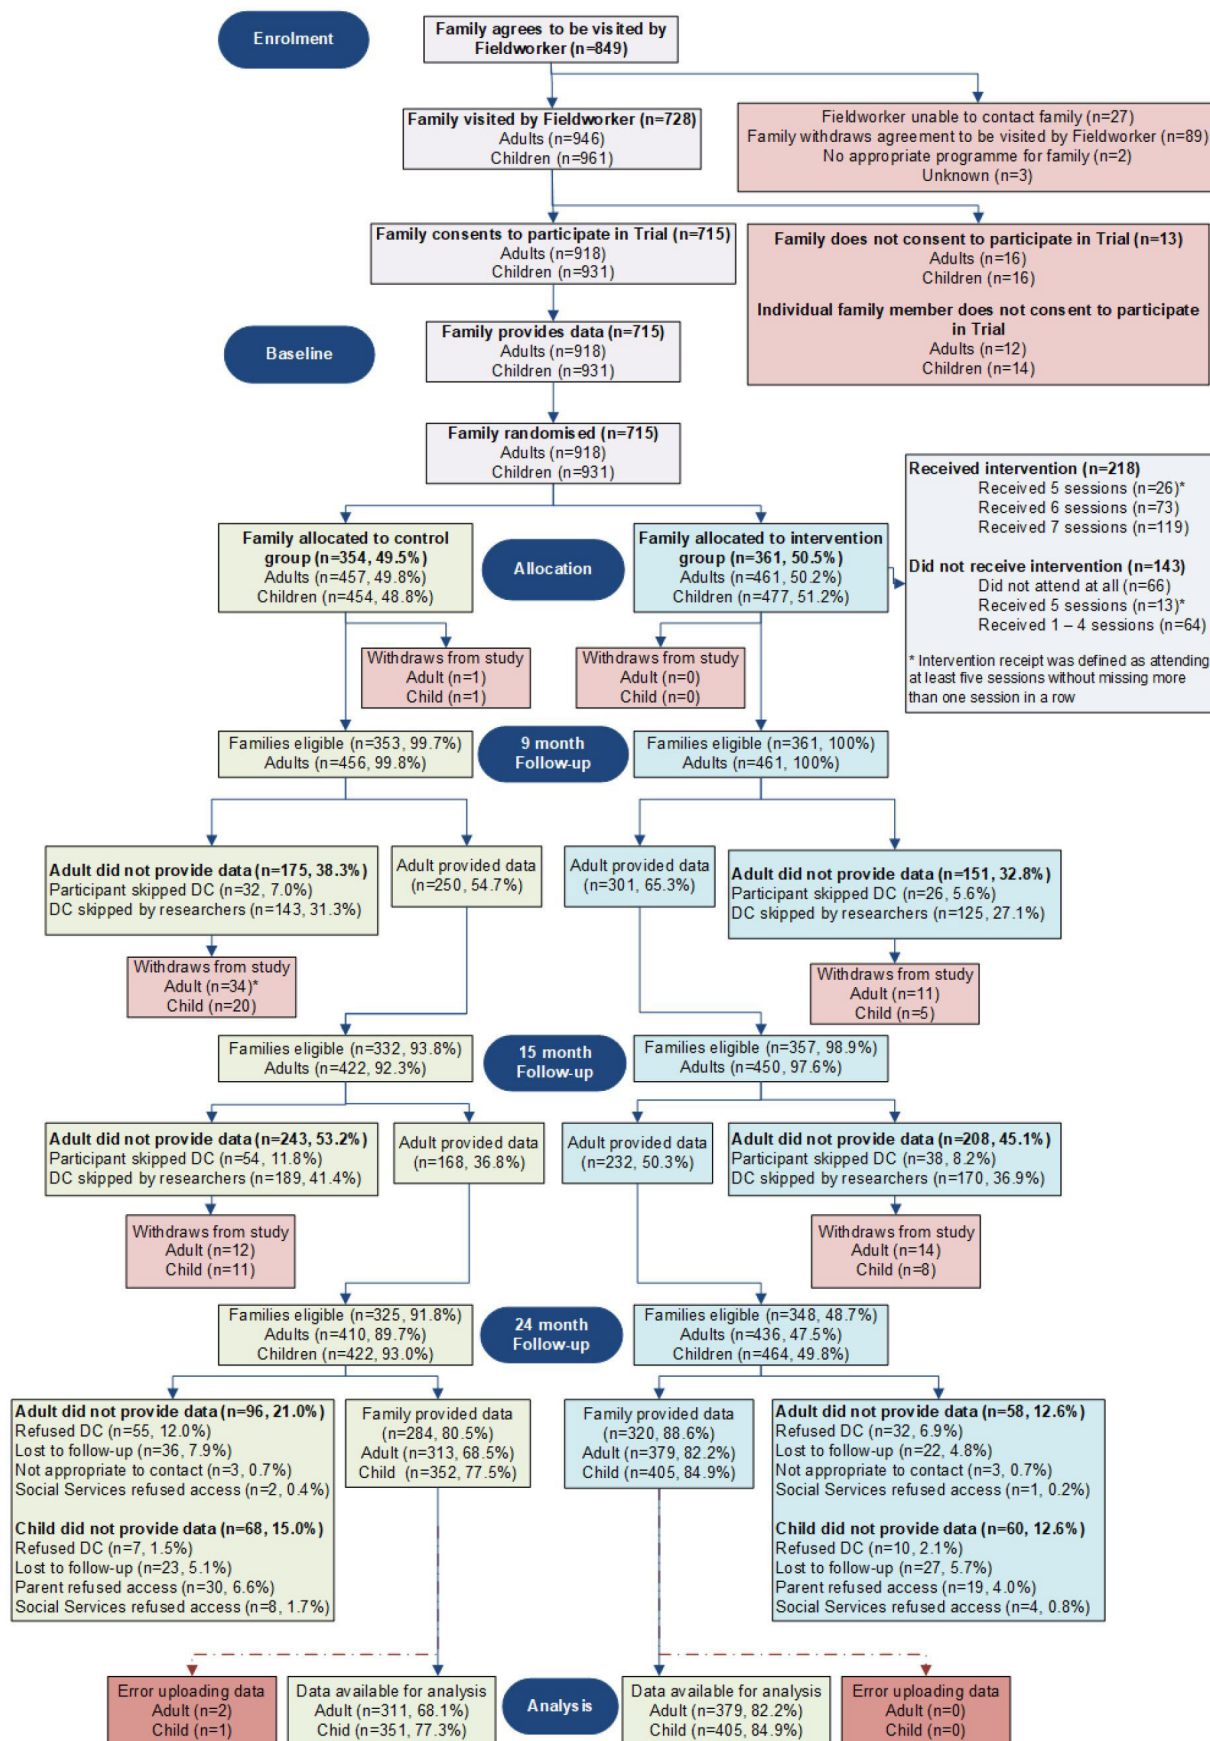 Enrolment
Family agrees to be visited by
Fieldworker (n=849)
Family visited by Fieldworker (n=728)
Adults (n=946)
Children (n=961)
Fieldworker unable to contact family (n=27)
Family withdraws agreement to be visited by Fieldworker (n=89)
No appropriate programme for family (n=2)
Unknown (n=3)
Family consents to participate in Trial (n=715)
Adults (n=918)
Children (n=931)
Family does not consent to participate in Trial (n=13)
Adults (n=16)
Children (n=16)
Individual family member does not consent to participate
in Trial
Adults (n=12)
Children (n=14)
Baseline
Family provides data (n=715)
Adults (n=918)
Children (n=931)
Family randomised (n=715)
Adults (n=918)
Children (n=931)
Received intervention (n=218)
Received 5 sessions (n=26)*
Received 6 sessions (n=73)
Received 7 sessions (n=119)
Did not receive intervention (n=143)
Did not attend at all (n=66)
Received 5 sessions (n=13)*
Received 1 – 4 sessions (n=64)
* Intervention receipt was defined as attending
at least five sessions without missing more
than one session in a row
Family allocated to control
group (n=354, 49.5%)
Adults (n=457, 49.8%)
Children (n=454, 48.8%)
Allocation
Family allocated to intervention
group (n=361, 50.5%)
Adults (n=461, 50.2%)
Children (n=477, 51.2%)
Withdraws from study
Adult (n=1)
Child (n=1)
Withdraws from study
Adult (n=0)
Child (n=0)
Families eligible (n=353, 99.7%)
Adults (n=456, 99.8%)
9 month
Follow-up
Families eligible (n=361, 100%)
Adults (n=461, 100%)
Adult did not provide data (n=175, 38.3%)
Participant skipped DC (n=32, 7.0%)
DC skipped by researchers (n=143, 31.3%)
Adult provided data
(n=250, 54.7%)
Adult provided data
(n=301, 65.3%)
Adult did not provide data (n=151, 32.8%)
Participant skipped DC (n=26, 5.6%)
DC skipped by researchers (n=125, 27.1%)
Withdraws from study
Adult (n=34)*
Child (n=20)
Withdraws from study
Adult (n=11)
Child (n=5)
Families eligible (n=332, 93.8%)
Adults (n=422, 92.3%)
15 month
Follow-up
Families eligible (n=357, 98.9%)
Adults (n=450, 97.6%)
Adult did not provide data (n=243, 53.2%)
Participant skipped DC (n=54, 11.8%)
DC skipped by researchers (n=189, 41.4%)
Adult provided data
(n=168, 36.8%)
Adult provided data
(n=232, 50.3%)
Adult did not provide data (n=208, 45.1%)
Participant skipped DC (n=38, 8.2%)
DC skipped by researchers (n=170, 36.9%)
Withdraws from study
Adult (n=12)
Child (n=11)
Withdraws from study
Adult (n=14)
Child (n=8)
Families eligible (n=325, 91.8%)
Adults (n=410, 89.7%)
Children (n=422, 93.0%)
24 month
Follow-up
Families eligible (n=348, 48.7%)
Adults (n=436, 47.5%)
Children (n=464, 49.8%)
Adult did not provide data (n=96, 21.0%)
Refused DC (n=55, 12.0%)
Lost to follow-up (n=36, 7.9%)
Not appropriate to contact (n=3, 0.7%)
Social Services refused access (n=2, 0.4%)
Child did not provide data (n=68, 15.0%)
Refused DC (n=7, 1.5%)
Lost to follow-up (n=23, 5.1%)
Parent refused access (n=30, 6.6%)
Social Services refused access (n=8, 1.7%)
Family provided data
(n=284, 80.5%)
Adult (n=313, 68.5%)
Child (n=352, 77.5%)
Family provided data
(n=320, 88.6%)
Adult (n=379, 82.2%)
Child (n=405, 84.9%)
Adult did not provide data (n=58, 12.6%)
Refused DC (n=32, 6.9%)
Lost to follow-up (n=22, 4.8%)
Not appropriate to contact (n=3, 0.7%)
Social Services refused access (n=1, 0.2%)
Child did not provide data (n=60, 12.6%)
Refused DC (n=10, 2.1%)
Lost to follow-up (n=27, 5.7%)
Parent refused access (n=19, 4.0%)
Social Services refused access (n=4, 0.8%)
Error uploading data
Adult (n=2)
Child (n=1)
Data available for analysis
Adult (n=311, 68.1%)
Chid (n=351, 77.3%)
Analysis
Data available for analysis
Adult (n=379, 82.2%)
Child (n=405, 84.9%)
Error uploading data
Adult (n=0)
Child (n=0)